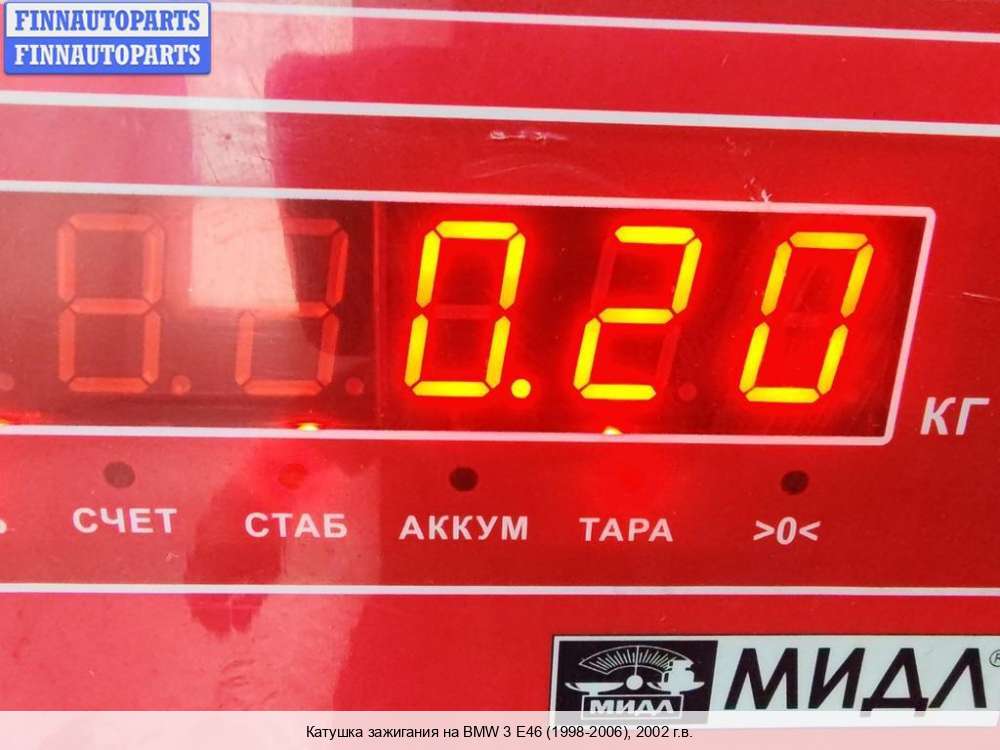 FINNAUTOPARTS
FINNAUTOPARTS
0.20
КГ
СЧЕТ СТАБ АККУМ ТАРА >0<
МИДЛ МИДЛ®
Катушка зажигания на BMW 3 E46 (1998-2006), 2002 г.в.